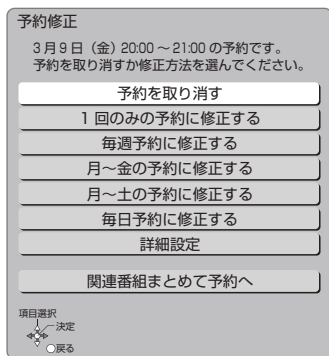 予約修正
3月9日（金）20:00～21:00の予約です。
予約を取り消すか修正方法を選んでください。
予約を取り消す
1回のみの予約に修正する
毎週予約に修正する
月～金の予約に修正する
月～土の予約に修正する
毎日予約に修正する
詳細設定
関連番組まとめて予約へ
項目選択
決定
戻る